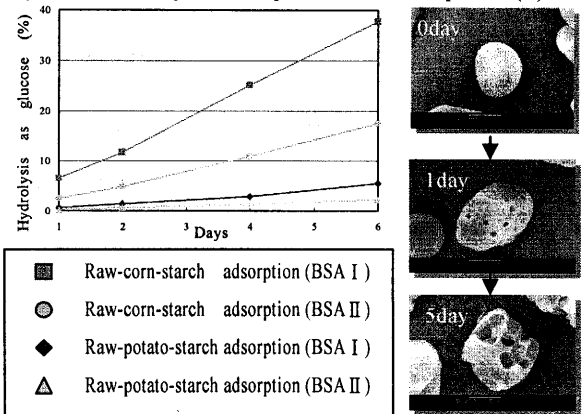 40
30
20
10
0
Hydrolysis as glucose (%)
1 2 3 4 5 6
Days
Raw-corn-starch adsorption (BSA I)
Raw-corn-starch adsorption (BSA II)
Raw-potato-starch adsorption (BSA I)
Raw-potato-starch adsorption (BSA II)
0day
1day
5day